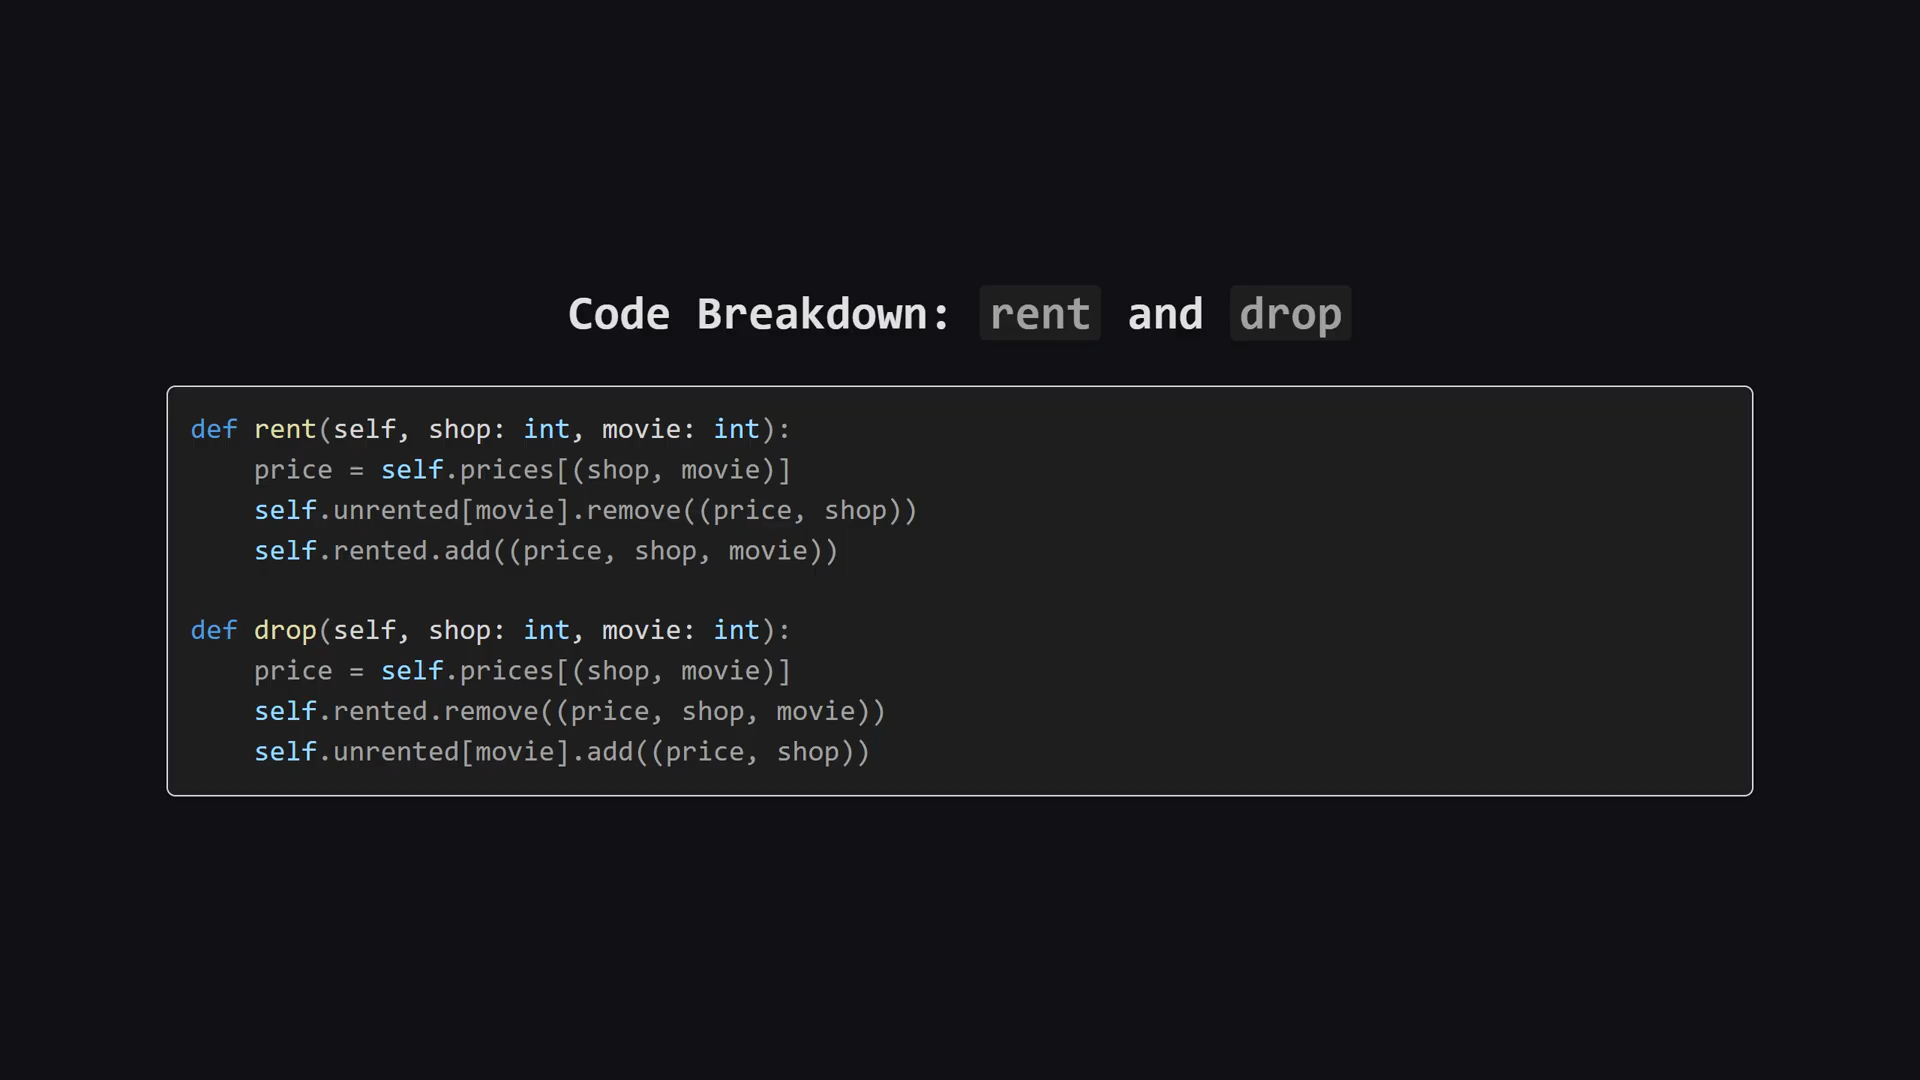 Code Breakdown: rent and drop
def rent(self, shop: int, movie: int):
    price = self.prices[(shop, movie)]
    self.unrented[movie].remove((price, shop))
    self.rented.add((price, shop, movie))
def drop(self, shop: int, movie: int):
    price = self.prices[(shop, movie)]
    self.rented.remove((price, shop, movie))
    self.unrented[movie].add((price, shop))